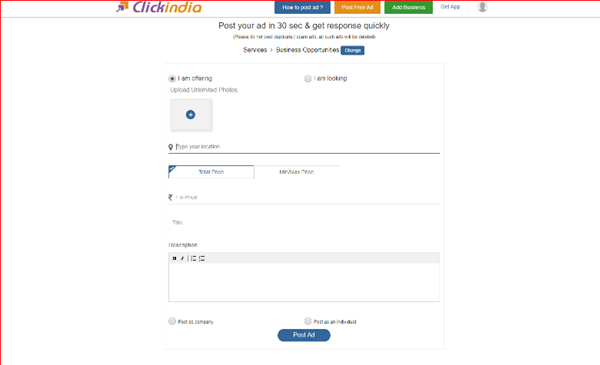 Clickindia
How to post ad ?
Post Free Ad
Add Business
Get App
Post your ad in 30 sec & get response quickly
(Please do not post duplicate / spam ads, all such ads will be deleted)
Services > Business Opportunities Change
I am offering
I am looking
Upload Unlimited Photos
Type your location
Total Price
Min/Max Price
Price
Title
Description
B I
Post as company
Post as an Individual
Post Ad